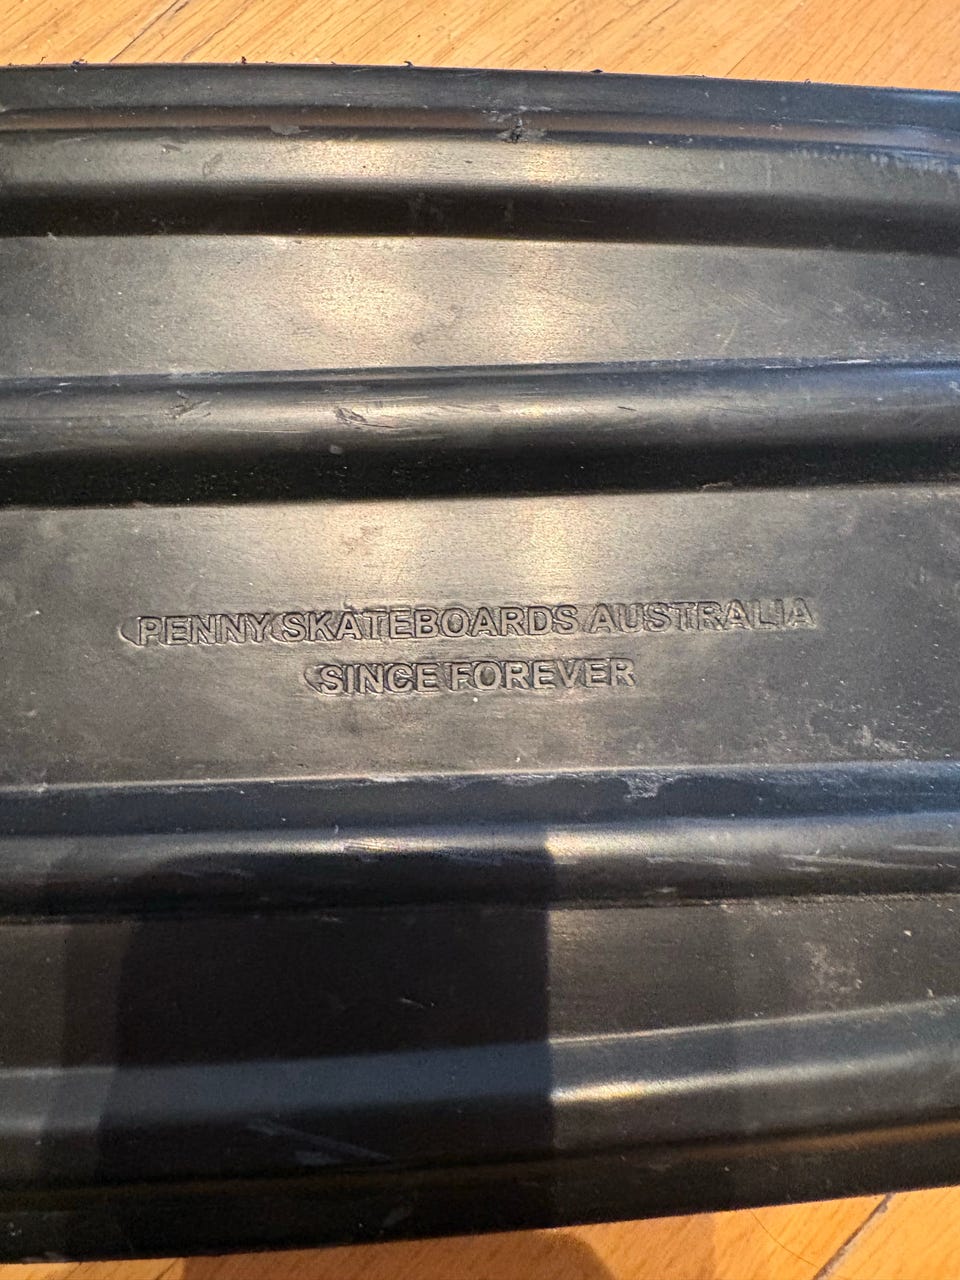 PENNY SKATEBOARDS AUSTRALIA
SINCE FOREVER